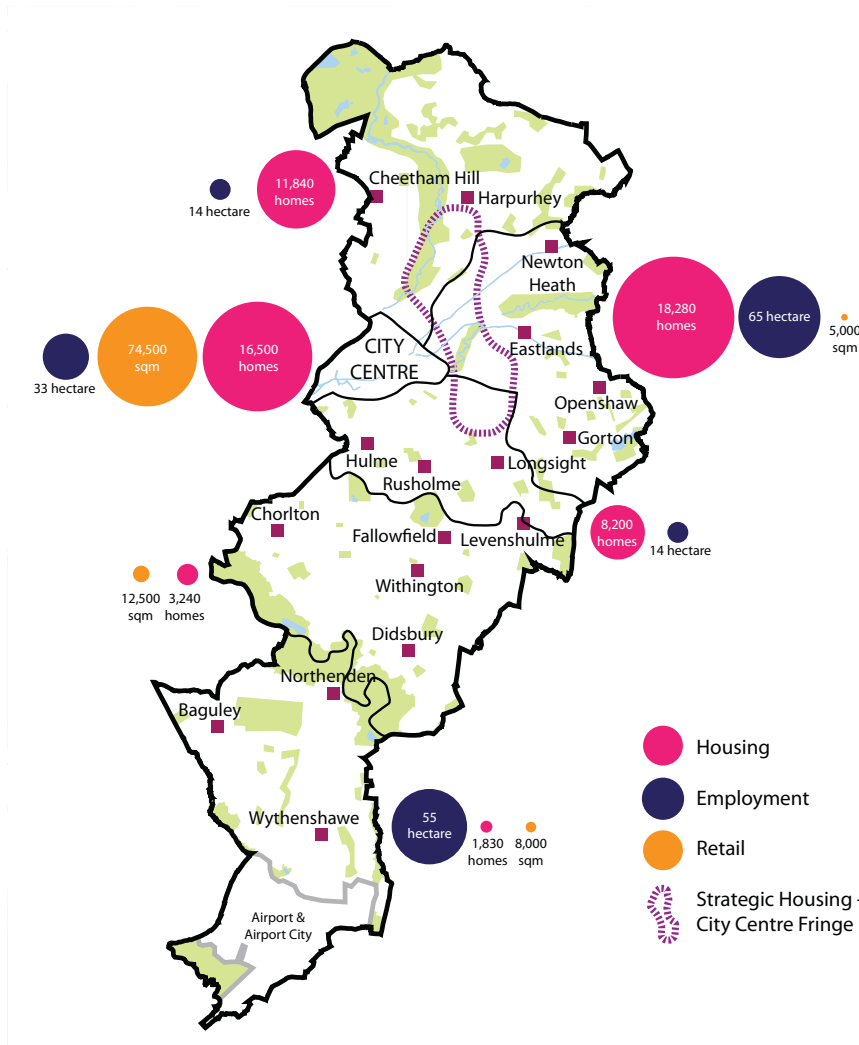 Cheetham Hill
Harpurhey
11,840
homes
14 hectare
Newton
Heath
18,280
homes
65 hectare
5,000
sqm
Eastlands
CITY
CENTRE
74,500
sqm
16,500
homes
33 hectare
Openshaw
Gorton
Hulme
Rusholme
Longsight
Chorlton
Fallowfield
Levenshulme
8,200
homes
14 hectare
Withington
12,500
sqm
3,240
homes
Didsbury
Northenden
Baguley
Wythenshawe
55
hectare
1,830
homes
8,000
sqm
Airport &
Airport City
Housing
Employment
Retail
Strategic Housing -
City Centre Fringe